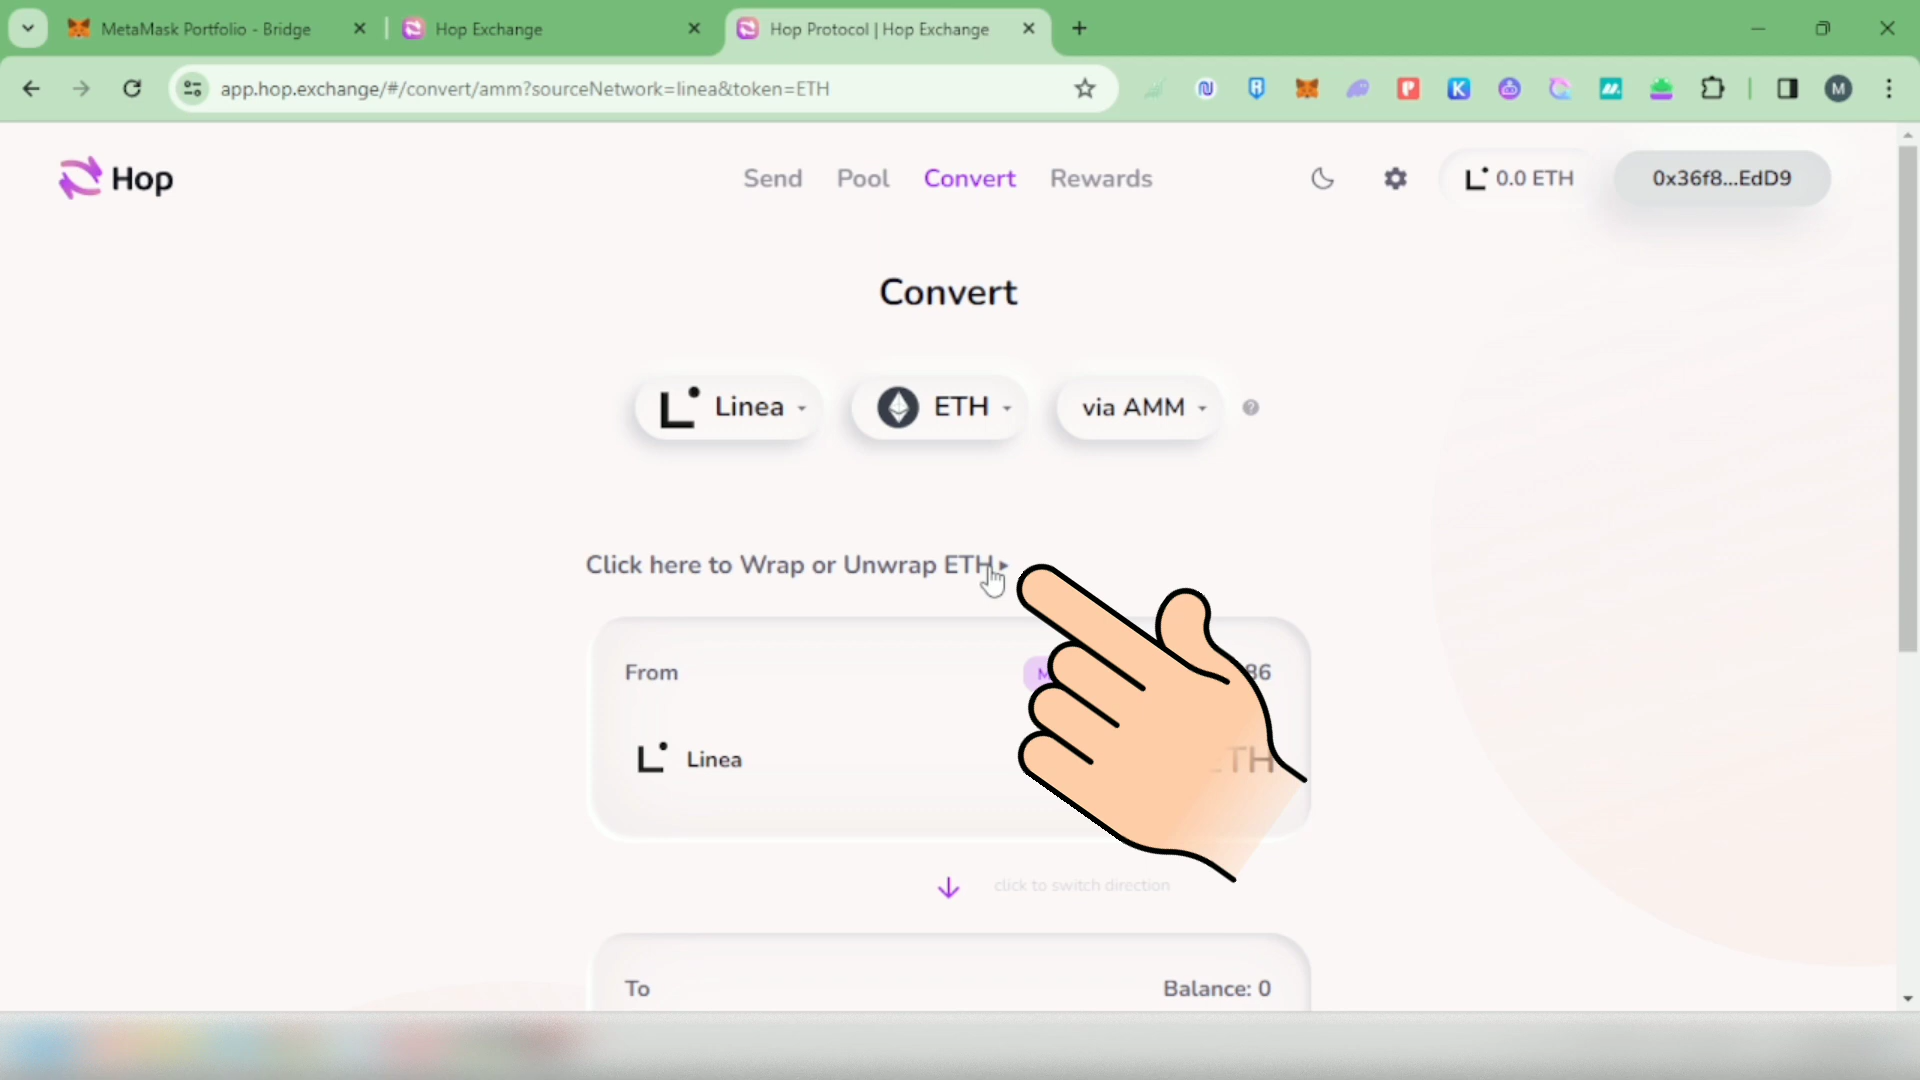 MetaMask Portfolio - Bridge
Hop Exchange
Hop Protocol | Hop Exchange
app.hop.exchange/#/convert/amm?sourceNetwork=linea&token=ETH
M
Hop
Send
Pool
Convert
Rewards
0.0 ETH
0x36f8...EdD9
Convert
Linea
ETH
via AMM
Click here to Wrap or Unwrap ETH
From
86
Linea
ETH
click to switch direction
To
Balance: 0